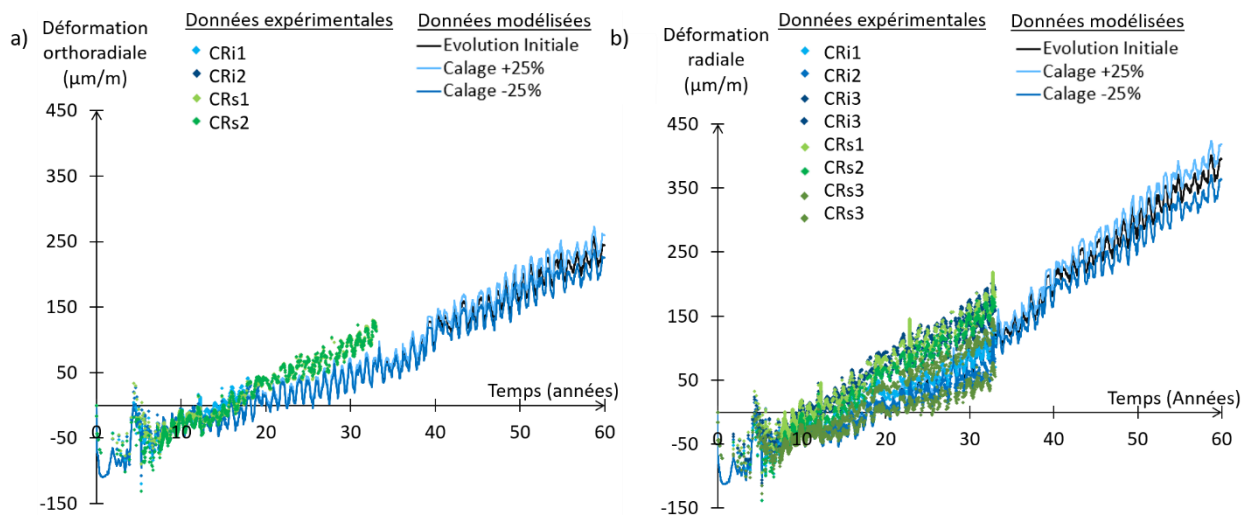 a)
Déformation
orthoradiale
(µm/m)
Données expérimentales
CRi1
CRi2
CRs1
CRs2
Données modélisées
Evolution Initiale
Calage +25%
Calage -25%
450
350
250
150
50
-50
-150
0
10
20
30
40
50
60
Temps (années)
b)
Déformation
radiale
(µm/m)
Données expérimentales
CRi1
CRi2
CRi3
CRi3
CRs1
CRs2
CRs3
CRs3
Données modélisées
Evolution Initiale
Calage +25%
Calage -25%
450
350
250
150
50
-50
-150
0
10
20
30
40
50
60
Temps (Années)